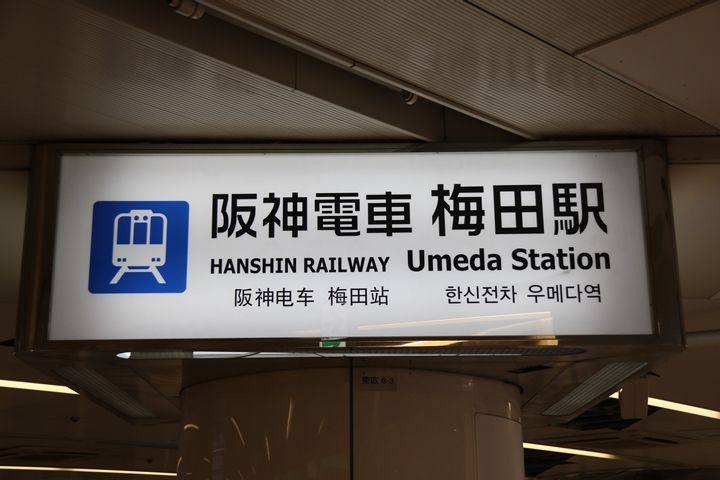 阪神電車 梅田駅
HANSHIN RAILWAY Umeda Station
阪神电车 梅田站 한신전차 우메다역